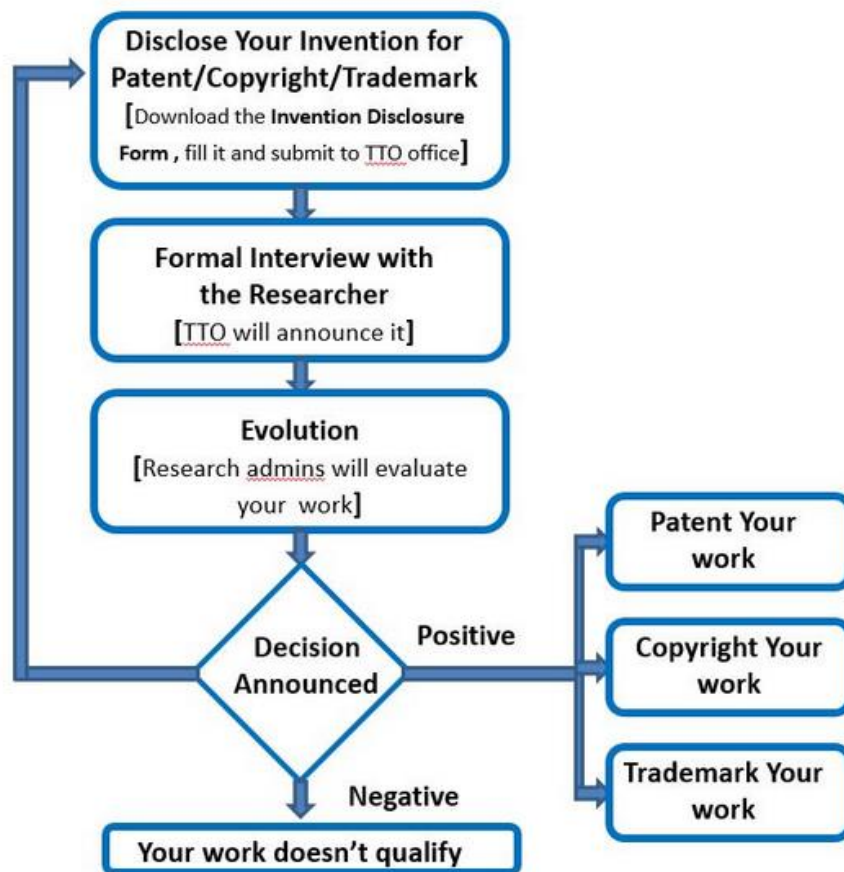 Disclose Your Invention for
Patent/Copyright/Trademark
[Download the Invention Disclosure
Form , fill it and submit to TTO office]
Formal Interview with
the Researcher
[TTO will announce it]
Evolution
[Research admins will evaluate
your work]
Decision
Announced
Positive
Patent Your
work
Copyright Your
work
Trademark Your
work
Negative
Your work doesn't qualify